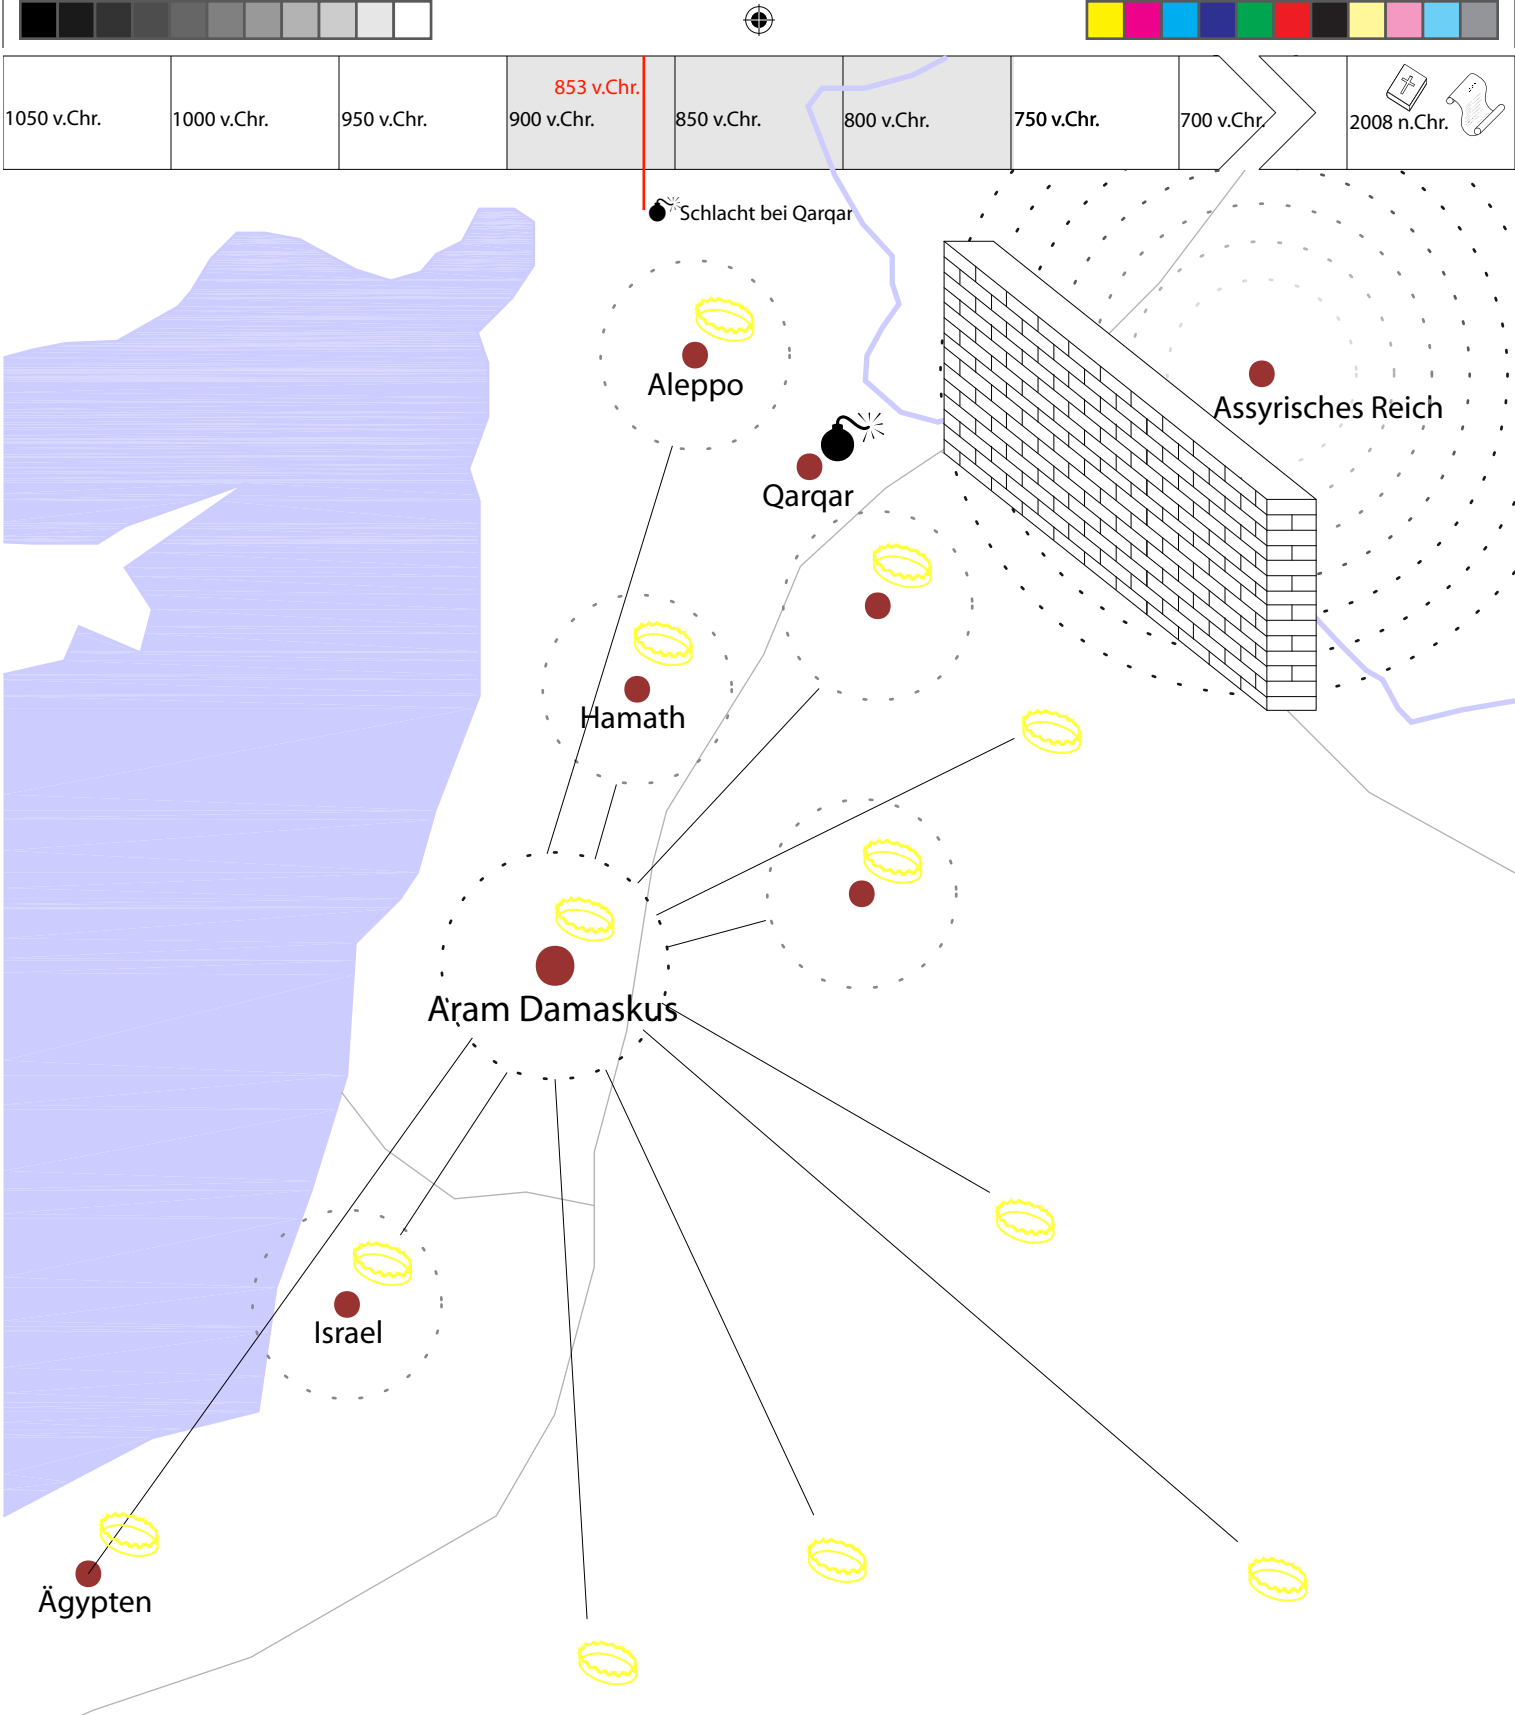 853 v.Chr.
1050 v.Chr.
1000 v.Chr.
950 v.Chr.
900 v.Chr.
850 v.Chr.
800 v.Chr.
750 v.Chr.
700 v.Chr.
2008 n.Chr.
Schlacht bei Qarqar
Aleppo
Assyrisches Reich
Qarqar
Hamath
Aram Damaskus
Israel
Ägypten